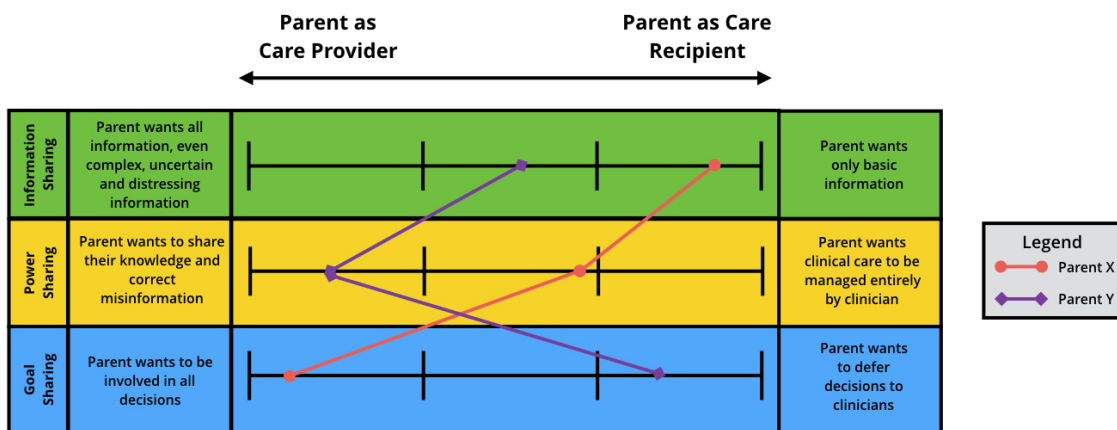 Parent as
Care Provider
Parent as Care
Recipient
Information
Sharing
Parent wants all
information, even
complex, uncertain
and distressing
information
Parent wants
only basic
information
Power
Sharing
Parent wants to share
their knowledge and
correct
misinformation
Parent wants
clinical care to be
managed entirely
by clinician
Goal
Sharing
Parent wants to be
involved in all
decisions
Parent wants
to defer
decisions to
clinicians
Legend
Parent X
Parent Y